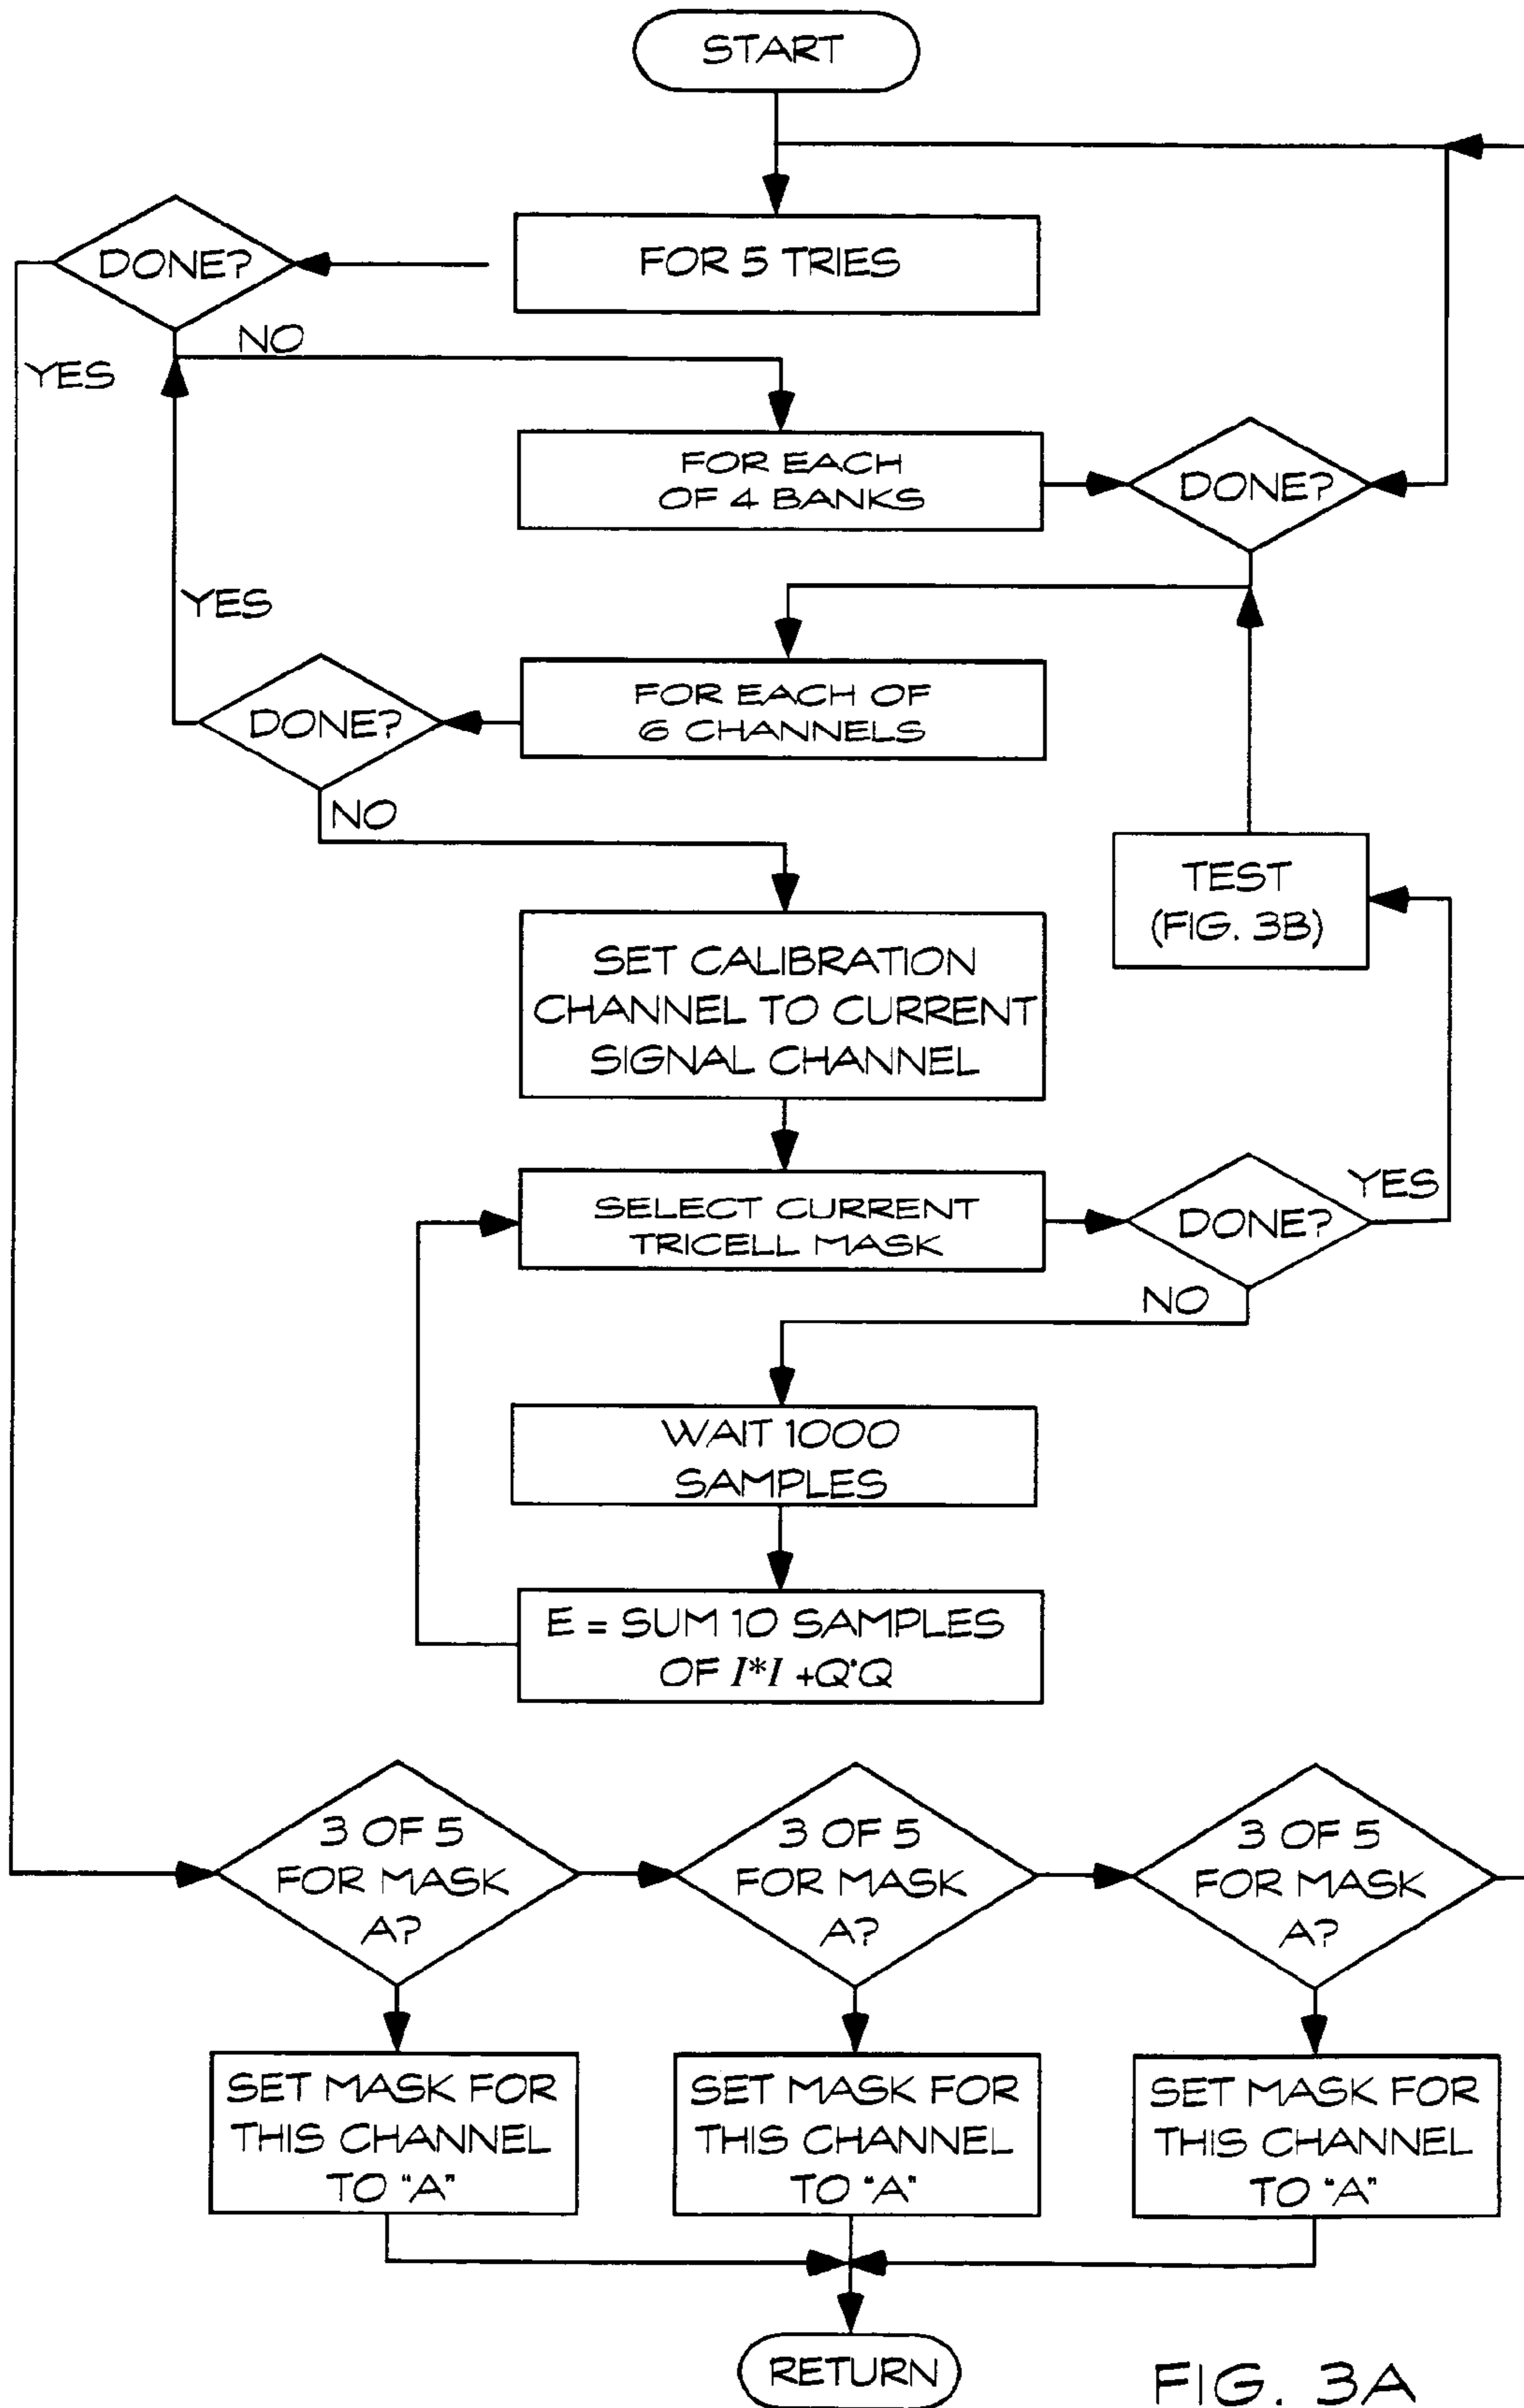 START
FOR 5 TRIES
DONE?
NO
YES
FOR EACH
OF 4 BANKS
DONE?
YES
FOR EACH OF
6 CHANNELS
DONE?
NO
TEST
(FIG. 3B)
SET CALIBRATION
CHANNEL TO CURRENT
SIGNAL CHANNEL
SELECT CURRENT
TRICELL MASK
DONE?
YES
NO
WAIT 1000
SAMPLES
E = SUM 10 SAMPLES
OF I*I +Q*Q
3 OF 5
FOR MASK
A?
3 OF 5
FOR MASK
A?
3 OF 5
FOR MASK
A?
SET MASK FOR
THIS CHANNEL
TO "A"
SET MASK FOR
THIS CHANNEL
TO "A"
SET MASK FOR
THIS CHANNEL
TO "A"
RETURN
FIG. 3A